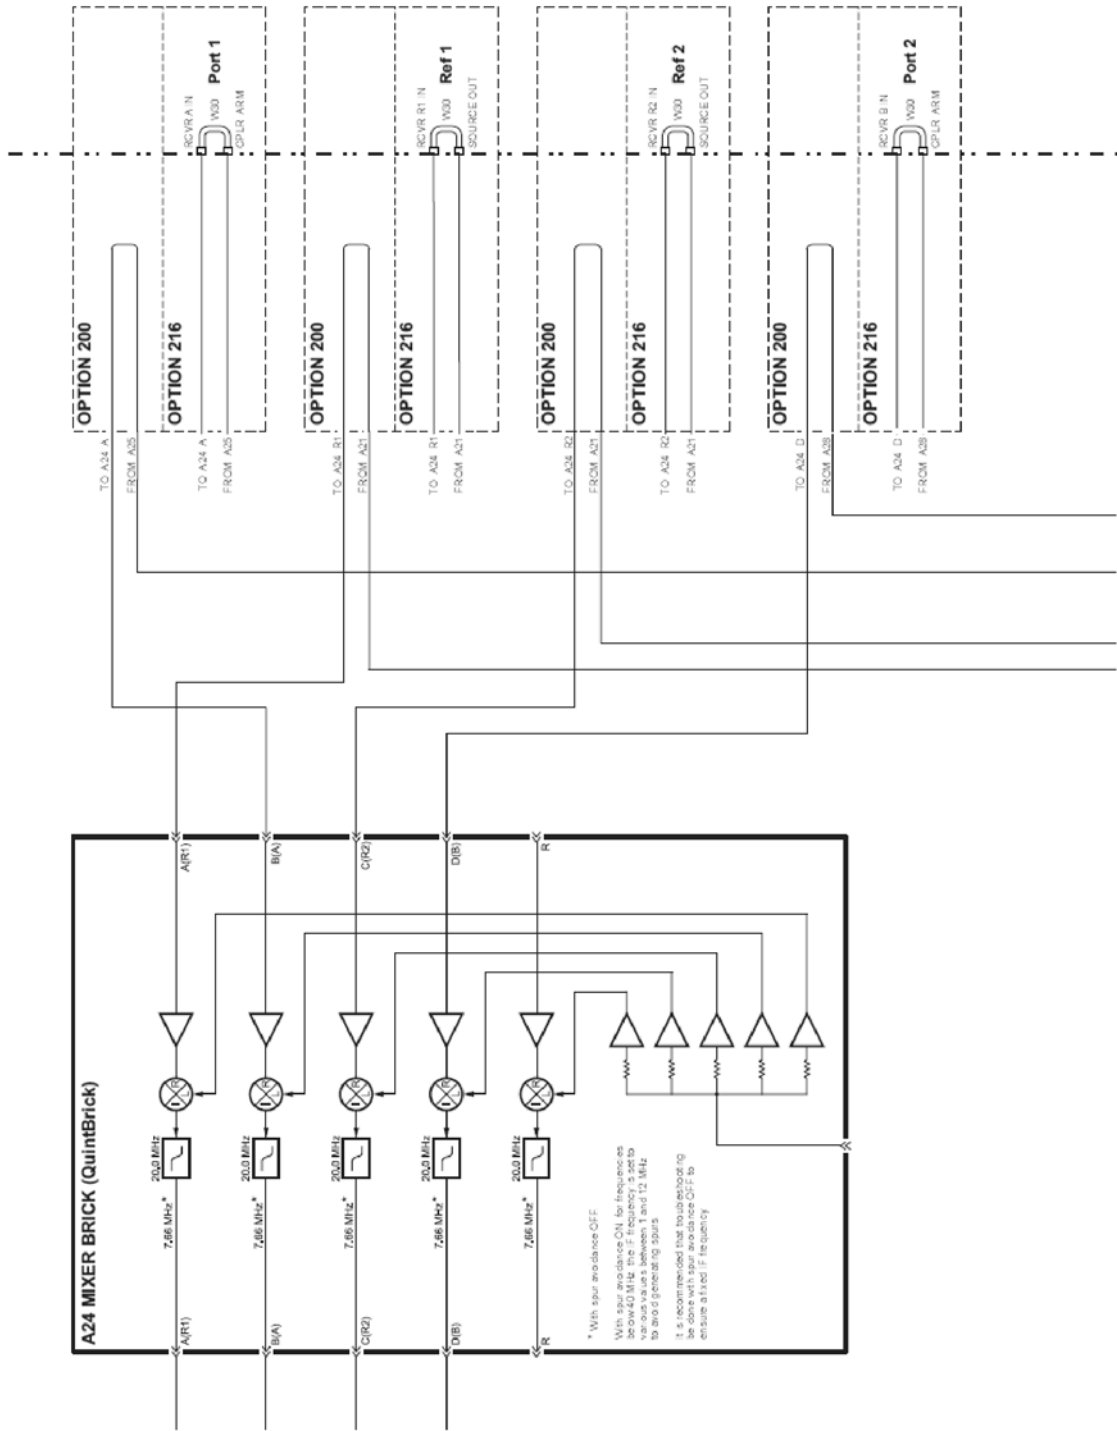 Port 1
RCVR A IN
W30
CPLR ARM
OPTION 200
OPTION 216
TO A24 A
FROM A25
TO A24 A
FROM A25
Ref 1
RCVR R1 IN
W30
SOURCE OUT
OPTION 200
OPTION 216
TO A24 R1
FROM A21
TO A24 R1
FROM A21
Ref 2
RCVR R2 IN
W30
SOURCE OUT
OPTION 200
OPTION 216
TO A24 R2
FROM A21
TO A24 R2
FROM A21
Port 2
RCVR B IN
W30
CPLR ARM
OPTION 200
OPTION 216
TO A24 D
FROM A28
TO A24 D
FROM A28
A24 MIXER BRICK (QuintBrick)
A(R1)
B(A)
C(R2)
D(B)
R
I L R
I L R
I L R
I L R
I L R
20.0 MHz
20.0 MHz
20.0 MHz
20.0 MHz
20.0 MHz
7.66 MHz*
7.66 MHz*
7.66 MHz*
7.66 MHz*
7.66 MHz*
A(R1)
B(A)
C(R2)
D(B)
R
* With spur avoidance OFF
With spur avoidance ON, for frequencies
below 40 MHz, the IF frequency is set to
various values between 1 and 12 MHz
to avoid generating spurs.
It is recommended that troubleshooting
be done with spur avoidance OFF to
ensure a fixed IF frequency.